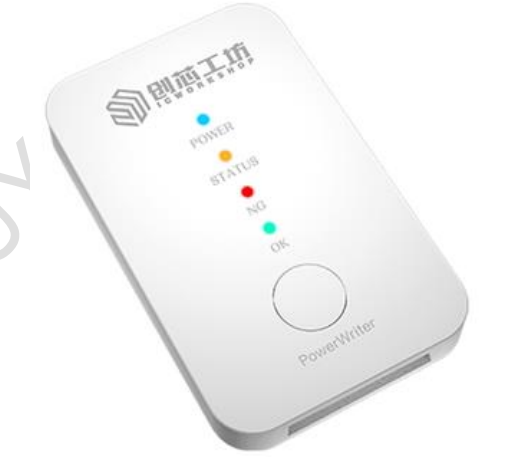 创芯工坊
ICWORKSHOP
POWER
STATUS
NG
OK
PowerWriter